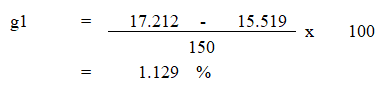 g1 = 17.212 - 15.519 x 100
150
= 1.129 %